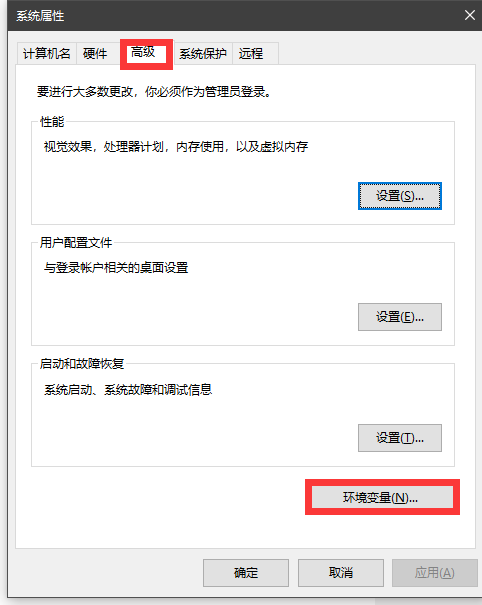 系统属性
计算机名 硬件 高级 系统保护 远程
要进行大多数更改，你必须作为管理员登录。
性能
视觉效果，处理器计划，内存使用，以及虚拟内存
设置(S)...
用户配置文件
与登录帐户相关的桌面设置
设置(E)...
启动和故障恢复
系统启动、系统故障和调试信息
设置(T)...
环境变量(N)...
确定 取消 应用(A)